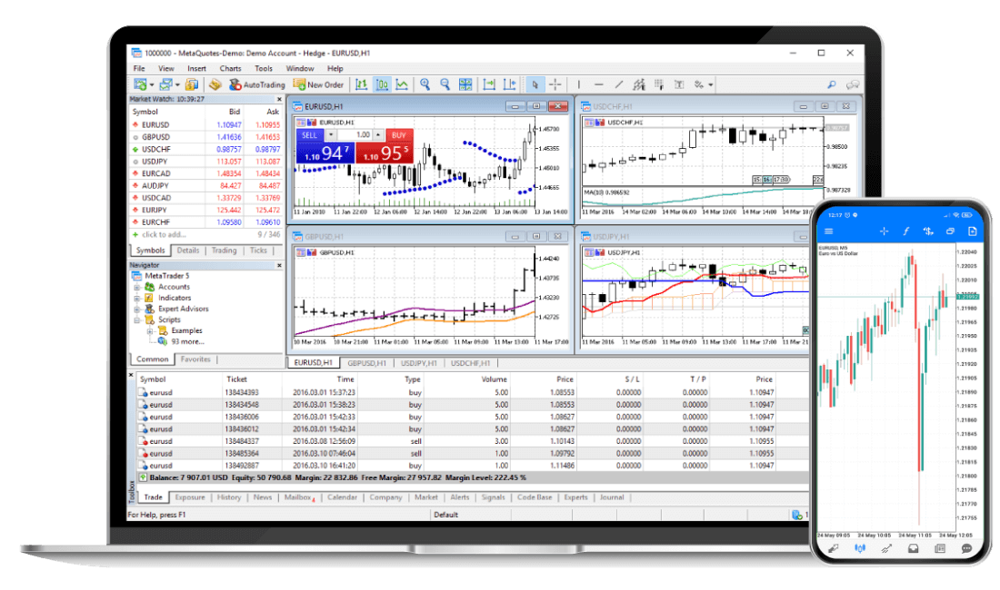 1000000 - MetaQuotes-Demo: Demo Account - Hedge - EURUSD,H1
File View Insert Charts Tools Window Help
AutoTrading New Order
Market Watch: 10:39:27
Symbol Bid Ask
EURUSD 1.10947 1.10955
GBPUSD 1.41636 1.41653
USDCHF 0.98757 0.98797
USDJPY 113.057 113.087
EURCAD 1.48354 1.48434
AUDJPY 84.427 84.487
USDCAD 1.33729 1.33769
EURJPY 125.442 125.472
EURCHF 1.09580 1.09610
click to add... 9 / 346
Symbols Details Trading Ticks
Navigator
MetaTrader 5
Accounts
Indicators
Expert Advisors
Scripts
Examples
93 more...
Common Favorites
EURUSD,H1
EURUSD,H1
SELL 1.00 BUY
1.10 94 7 1.10 95 5
1.45700
1.45355
1.45010
1.44665
11 Jan 2010 11 Jan 22:00 12 Jan 06:00 12 Jan 14:00 12 Jan 22:00 13 Jan 06:00 13 Jan 14:00
USDCHF,H1
USDCHF,H1
0.98757
0.98500
0.98235
15: 16: 17:30 22:
MA(10) 0.986592
0.987328
11 Mar 2016 14 Mar 02:00 14 Mar 06:00 14 Mar 10:00 14 Mar 14:00 14 Mar 18:
GBPUSD,H1
GBPUSD,H1
1.44240
1.43735
1.43230
1.42725
10 Mar 2016 10 Mar 21:00 11 Mar 01:00 11 Mar 05:00 11 Mar 09:00 11 Mar 13:00 11 Mar 17:00
USDJPY,H1
USDJPY,H1
11 Mar 2016 11 Mar 05:00 11 Mar 09:00 11 Mar 13:00 11 Mar 17:00 11 Mar 21
EURUSD,H1 GBPUSD,H1 USDJPY,H1 USDCHF,H1
Symbol Ticket Time Type Volume Price S / L T / P Price
eurusd 138434393 2016.03.01 15:37:23 buy 5.00 1.08553 0.00000 0.00000 1.10947
eurusd 138434548 2016.03.01 15:38:23 buy 5.00 1.08553 0.00000 0.00000 1.10947
eurusd 138436006 2016.03.01 15:42:33 buy 5.00 1.08627 0.00000 0.00000 1.10947
eurusd 138436012 2016.03.01 15:42:34 buy 5.00 1.08627 0.00000 0.00000 1.10947
eurusd 138484337 2016.03.08 12:56:09 sell 3.00 1.10143 0.00000 0.00000 1.10955
eurusd 138485364 2016.03.10 07:46:04 sell 1.00 1.09792 0.00000 0.00000 1.10955
eurusd 138492887 2016.03.10 16:41:20 buy 1.00 1.11486 0.00000 0.00000 1.10947
Balance: 7 907.01 USD Equity: 50 790.68 Margin: 22 832.86 Free Margin: 27 957.82 Margin Level: 222.45 %
Toolbox
Trade Exposure History News Mailbox Calendar Company Market Alerts Signals Code Base Experts Journal
For Help, press F1 Default
12:17
EURUSD, M5
Euro vs US Dollar
1.22040
1.22025
1.22010
1.21980
1.21965
1.21950
1.21935
1.21920
1.21905
1.21890
1.21875
1.21860
1.21845
1.21830
1.21815
1.21800
1.21785
1.21770
1.21755
24 May 09:05 24 May 10:05 24 May 11:05 24 May 12:05